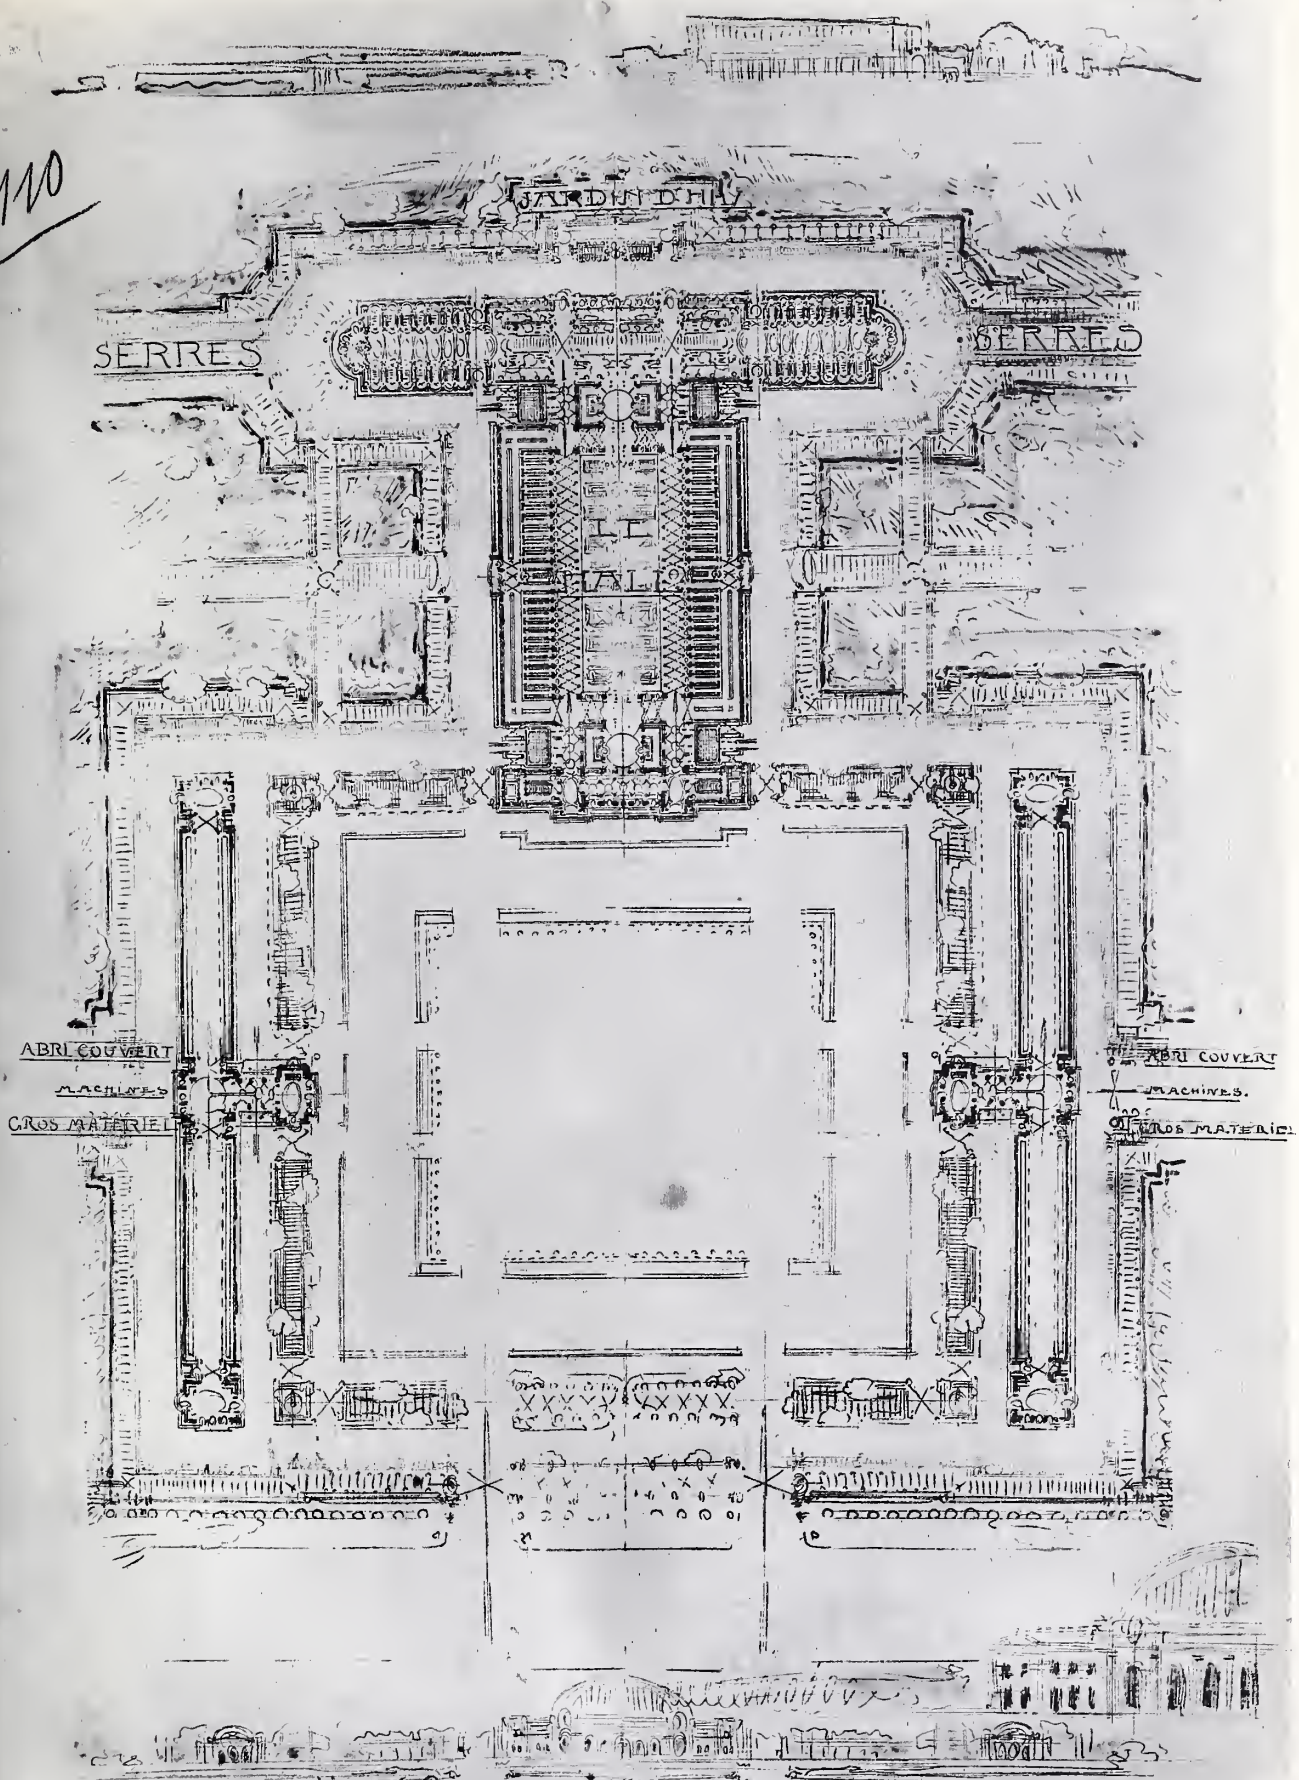 110
JARDIN D'HIV
SERRES
SERRES
LE
HALL
ABRI COUVERT
MACHINES
GROS MATERIEL
ABRI COUVERT
MACHINES.
GROS MATERIEL